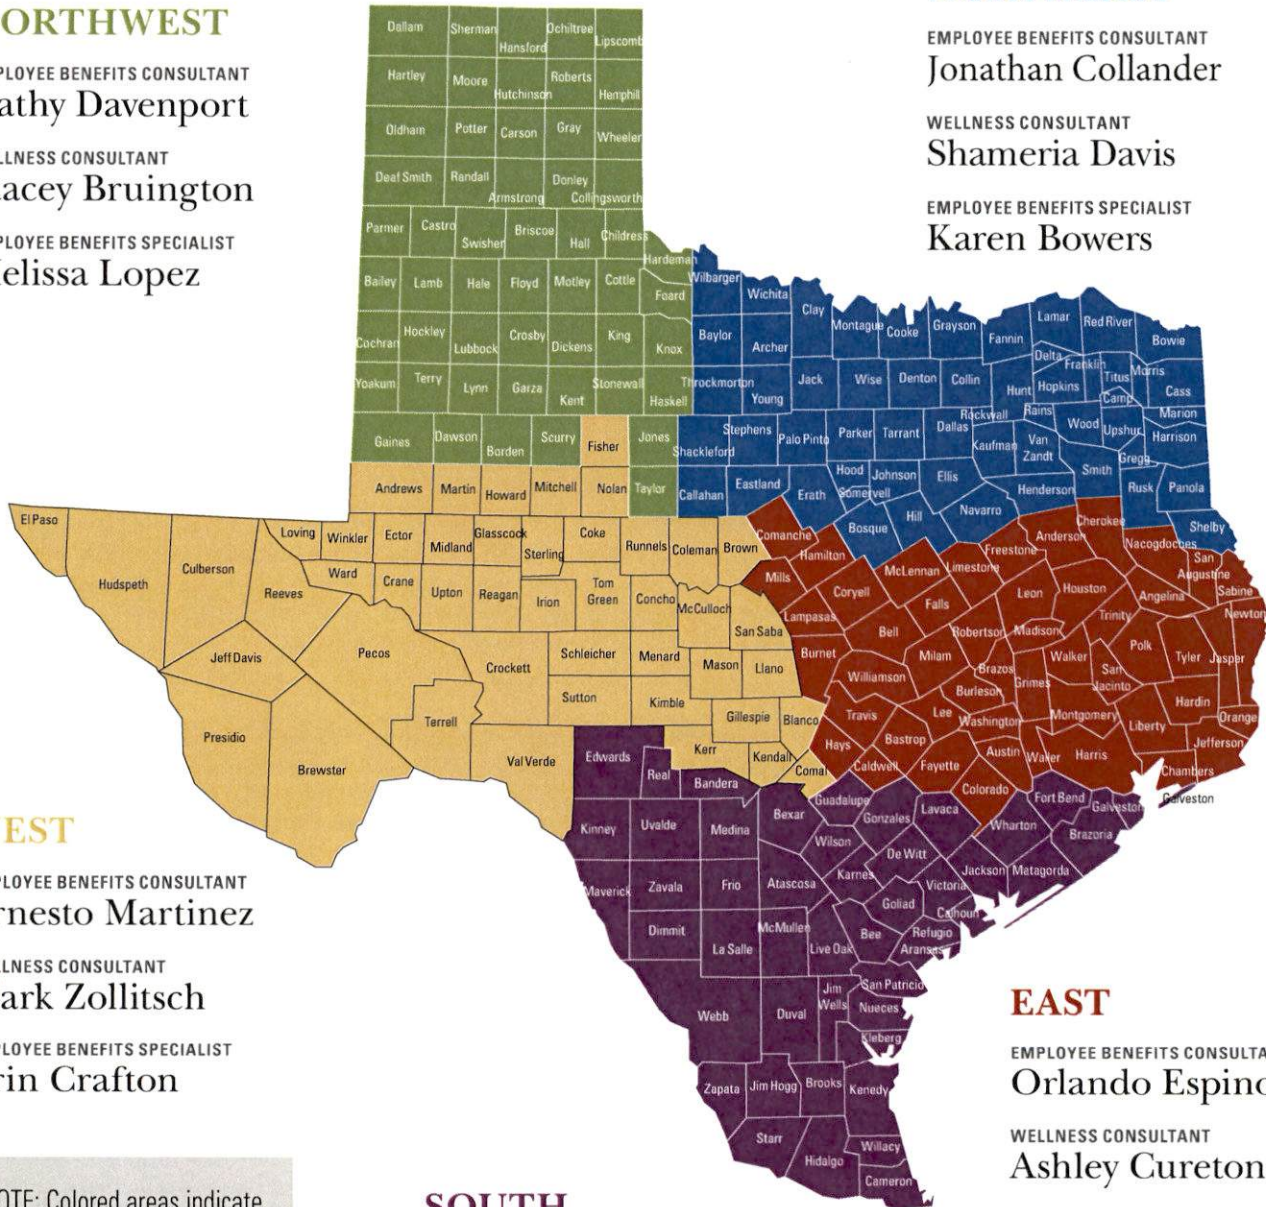 ORTHWEST
PLOYEE BENEFITS CONSULTANT
athy Davenport
LLNESS CONSULTANT
acey Bruington
PLOYEE BENEFITS SPECIALIST
elissa Lopez
EMPLOYEE BENEFITS CONSULTANT
Jonathan Collander
WELLNESS CONSULTANT
Shameria Davis
EMPLOYEE BENEFITS SPECIALIST
Karen Bowers
Dallam Sherman Hansford Ochiltree Lipscomb
Hartley Moore Hutchinson Roberts Hemphill
Oldham Potter Carson Gray Wheeler
Deaf Smith Randall Armstrong Donley Collingsworth
Parmer Castro Swisher Briscoe Hall Childress Hardeman
Bailey Lamb Hale Floyd Motley Cottle Foard
Cochran Hockley Lubbock Crosby Dickens King Knox
Yoakum Terry Lynn Garza Kent Stonewall Haskell
Gaines Dawson Borden Scurry Fisher Jones
Taylor
Wilbarger Wichita Clay Montague Cooke Grayson Fannin Lamar Red River Bowie
Baylor Archer Jack Wise Denton Collin Hunt Delta Hopkins Franklin Titus Morris Cass
Throckmorton Young Rockwall Rains Camp Marion
Shackleford Stephens Palo Pinto Parker Tarrant Dallas Kaufman Van Zandt Wood Upshur Harrison
Gregg Smith Rusk Panola
Callahan Eastland Erath Hood Somervell Johnson Ellis Henderson
Bosque Hill Navarro Shelby
Andrews Martin Howard Mitchell Nolan
El Paso Hudspeth Culberson Reeves Loving Winkler Ector Midland Glasscock Sterling Coke Runnels Coleman Brown
Ward Crane Upton Reagan Irion Tom Green Concho McCulloch San Saba
Jeff Davis Pecos Crockett Schleicher Menard Mason Llano
Presidio Brewster Terrell Sutton Kimble Gillespie Blanco
Val Verde Kerr Kendall Comal
Comanche Hamilton McLennan Limestone Freestone Anderson Cherokee Nacogdoches San Augustine Sabine
Mills Coryell Falls Leon Houston Angelina Newton
Lampasas Bell Robertson Madison Trinity Polk Tyler Jasper
Burnet Williamson Milam Brazos Grimes Walker San Jacinto Hardin
Travis Lee Burleson Washington Montgomery Liberty Orange
Hays Bastrop Austin Waller Harris Jefferson
Caldwell Fayette Colorado Chambers
Galveston
Edwards Real Bandera
Kinney Uvalde Medina Bexar Guadalupe Gonzales Lavaca Wharton Fort Bend Galveston Brazoria
Wilson De Witt Jackson Matagorda
Maverick Zavala Frio Atascosa Karnes Victoria
Goliad Calhoun
Dimmit La Salle McMullen Live Oak Bee Refugio Aransas
Webb Duval Jim Wells San Patricio Nueces Kleberg
Zapata Jim Hogg Brooks Kenedy
Starr Hidalgo Willacy Cameron
EST
PLOYEE BENEFITS CONSULTANT
rnesto Martinez
LLNESS CONSULTANT
ark Zollitsch
PLOYEE BENEFITS SPECIALIST
rin Crafton
OTE: Colored areas indicate
SOUTH
EAST
EMPLOYEE BENEFITS CONSULTA
Orlando Espino
WELLNESS CONSULTANT
Ashley Cureton